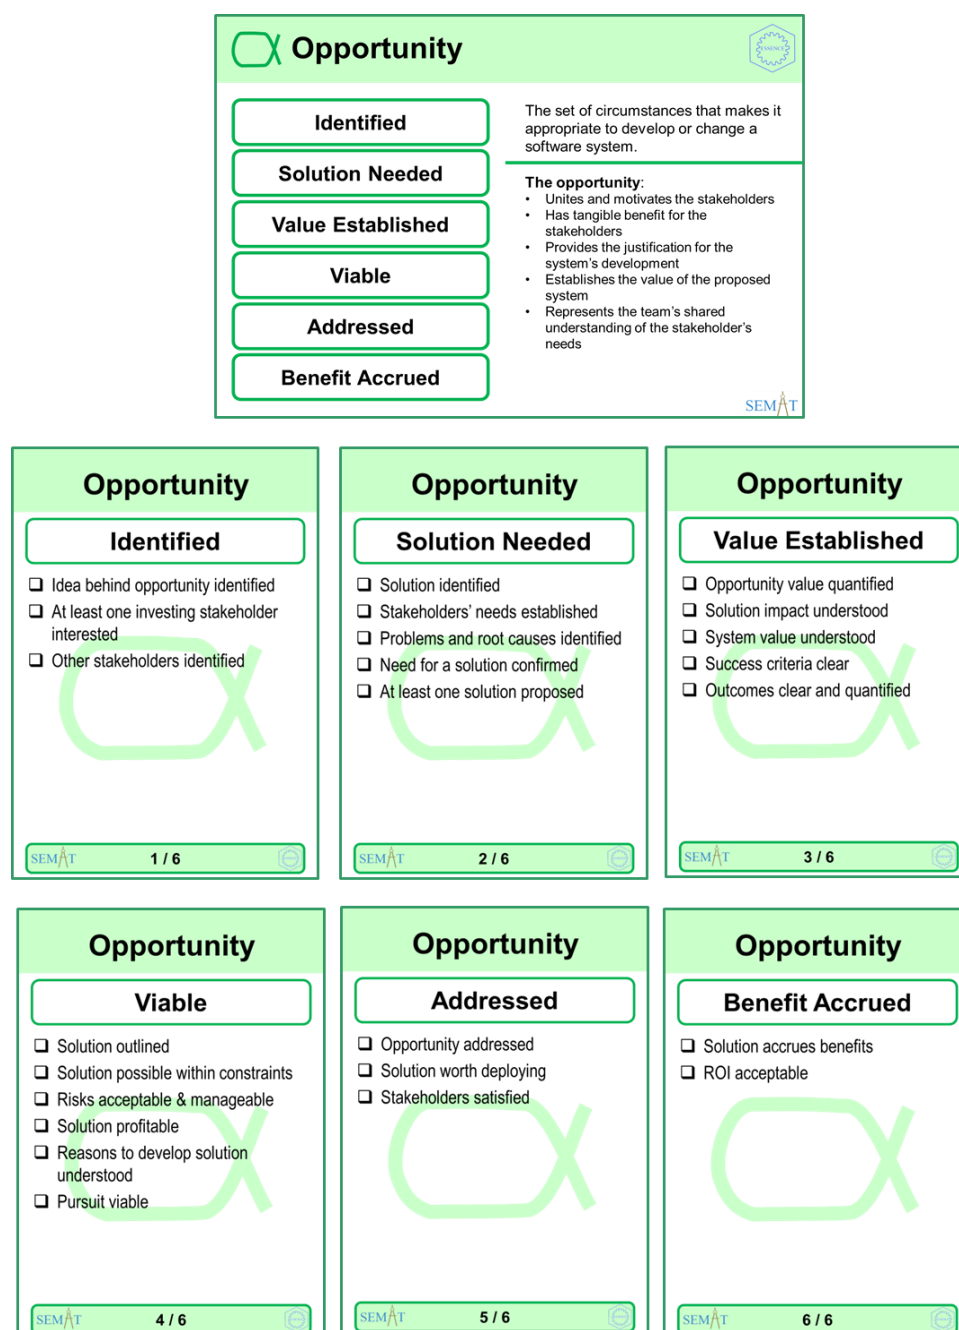 Opportunity
ESSENCE
Identified
Solution Needed
Value Established
Viable
Addressed
Benefit Accrued
The set of circumstances that makes it
appropriate to develop or change a
software system.
The opportunity:
• Unites and motivates the stakeholders
• Has tangible benefit for the
stakeholders
• Provides the justification for the
system's development
• Establishes the value of the proposed
system
• Represents the team's shared
understanding of the stakeholder's
needs
SEMAT
Opportunity
Identified
❑ Idea behind opportunity identified
❑ At least one investing stakeholder
interested
❑ Other stakeholders identified
SEMAT
1 / 6
Opportunity
Solution Needed
❑ Solution identified
❑ Stakeholders' needs established
❑ Problems and root causes identified
❑ Need for a solution confirmed
❑ At least one solution proposed
SEMAT
2 / 6
Opportunity
Value Established
❑ Opportunity value quantified
❑ Solution impact understood
❑ System value understood
❑ Success criteria clear
❑ Outcomes clear and quantified
SEMAT
3 / 6
Opportunity
Viable
❑ Solution outlined
❑ Solution possible within constraints
❑ Risks acceptable & manageable
❑ Solution profitable
❑ Reasons to develop solution
understood
❑ Pursuit viable
SEMAT
4 / 6
Opportunity
Addressed
❑ Opportunity addressed
❑ Solution worth deploying
❑ Stakeholders satisfied
SEMAT
5 / 6
Opportunity
Benefit Accrued
❑ Solution accrues benefits
❑ ROI acceptable
SEMAT
6 / 6